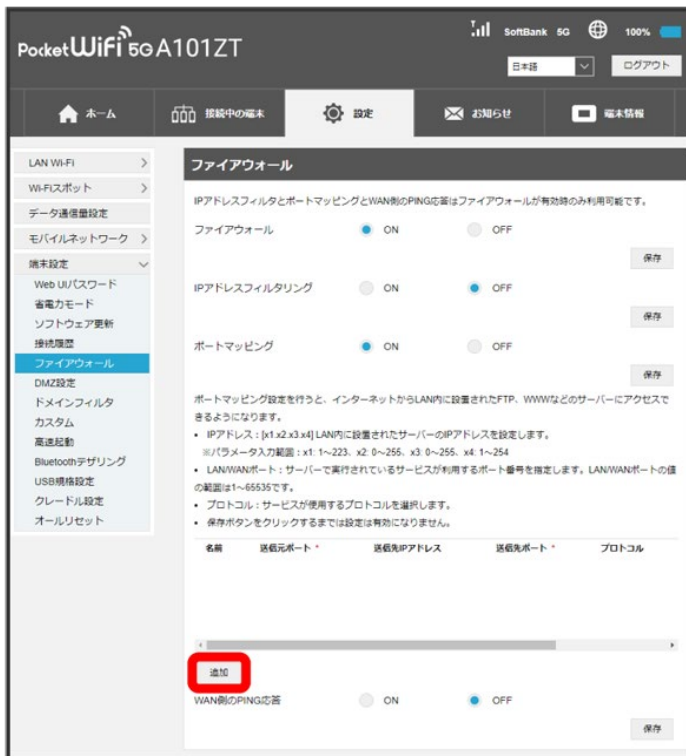 SoftBank 5G 100%
Pocket WiFi 5G A101ZT
日本語 ログアウト
ホーム 接続中の端末 設定 お知らせ 端末情報
LAN Wi-Fi
Wi-Fiスポット
データ通信量設定
モバイルネットワーク
端末設定
Web UIパスワード
省電力モード
ソフトウェア更新
接続履歴
ファイアウォール
DMZ設定
ドメインフィルタ
カスタム
高速起動
Bluetoothテザリング
USB規格設定
クレードル設定
オールリセット
ファイアウォール
IPアドレスフィルタとポートマッピングとWAN側のPING応答はファイアウォールが有効時のみ利用可能です。
ファイアウォール ON OFF
保存
IPアドレスフィルタリング ON OFF
保存
ポートマッピング ON OFF
保存
ポートマッピング設定を行うと、インターネットからLAN内に設置されたFTP、WWWなどのサーバーにアクセスで
きるようになります。
• IPアドレス : [x1.x2.x3.x4] LAN内に設置されたサーバーのIPアドレスを設定します。
※パラメータ入力範囲 : x1: 1~223、x2: 0~255、x3: 0~255、x4: 1~254
• LAN/WANポート : サーバーで実行されているサービスが利用するポート番号を指定します。LAN/WANポートの値
の範囲は1~65535です。
• プロトコル : サービスが使用するプロトコルを選択します。
• 保存ボタンをクリックするまでは設定は有効になりません。
名前 送信元ポート * 送信先IPアドレス 送信先ポート * プロトコル
追加
WAN側のPING応答 ON OFF
保存